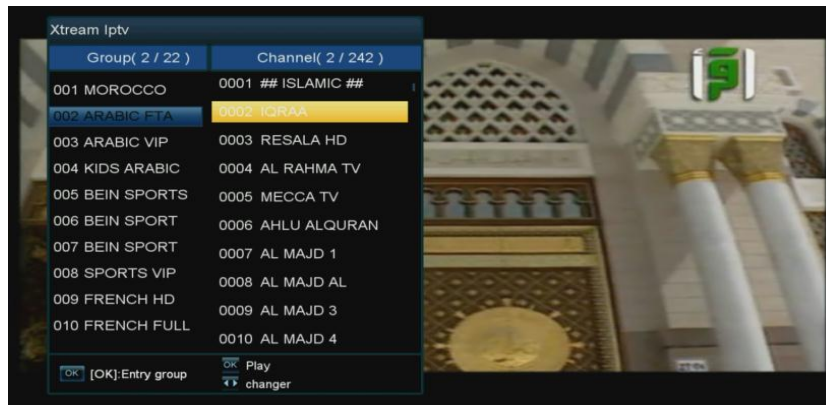 Xtream Iptv
Group( 2 / 22 )
Channel( 2 / 242 )
001 MOROCCO
002 ARABIC FTA
003 ARABIC VIP
004 KIDS ARABIC
005 BEIN SPORTS
006 BEIN SPORT
007 BEIN SPORT
008 SPORTS VIP
009 FRENCH HD
010 FRENCH FULL
0001 ## ISLAMIC ##
0002 IQRAA
0003 RESALA HD
0004 AL RAHMA TV
0005 MECCA TV
0006 AHLU ALQURAN
0007 AL MAJD 1
0008 AL MAJD AL
0009 AL MAJD 3
0010 AL MAJD 4
OK [OK]:Entry group
OK Play
changer
اقرأ